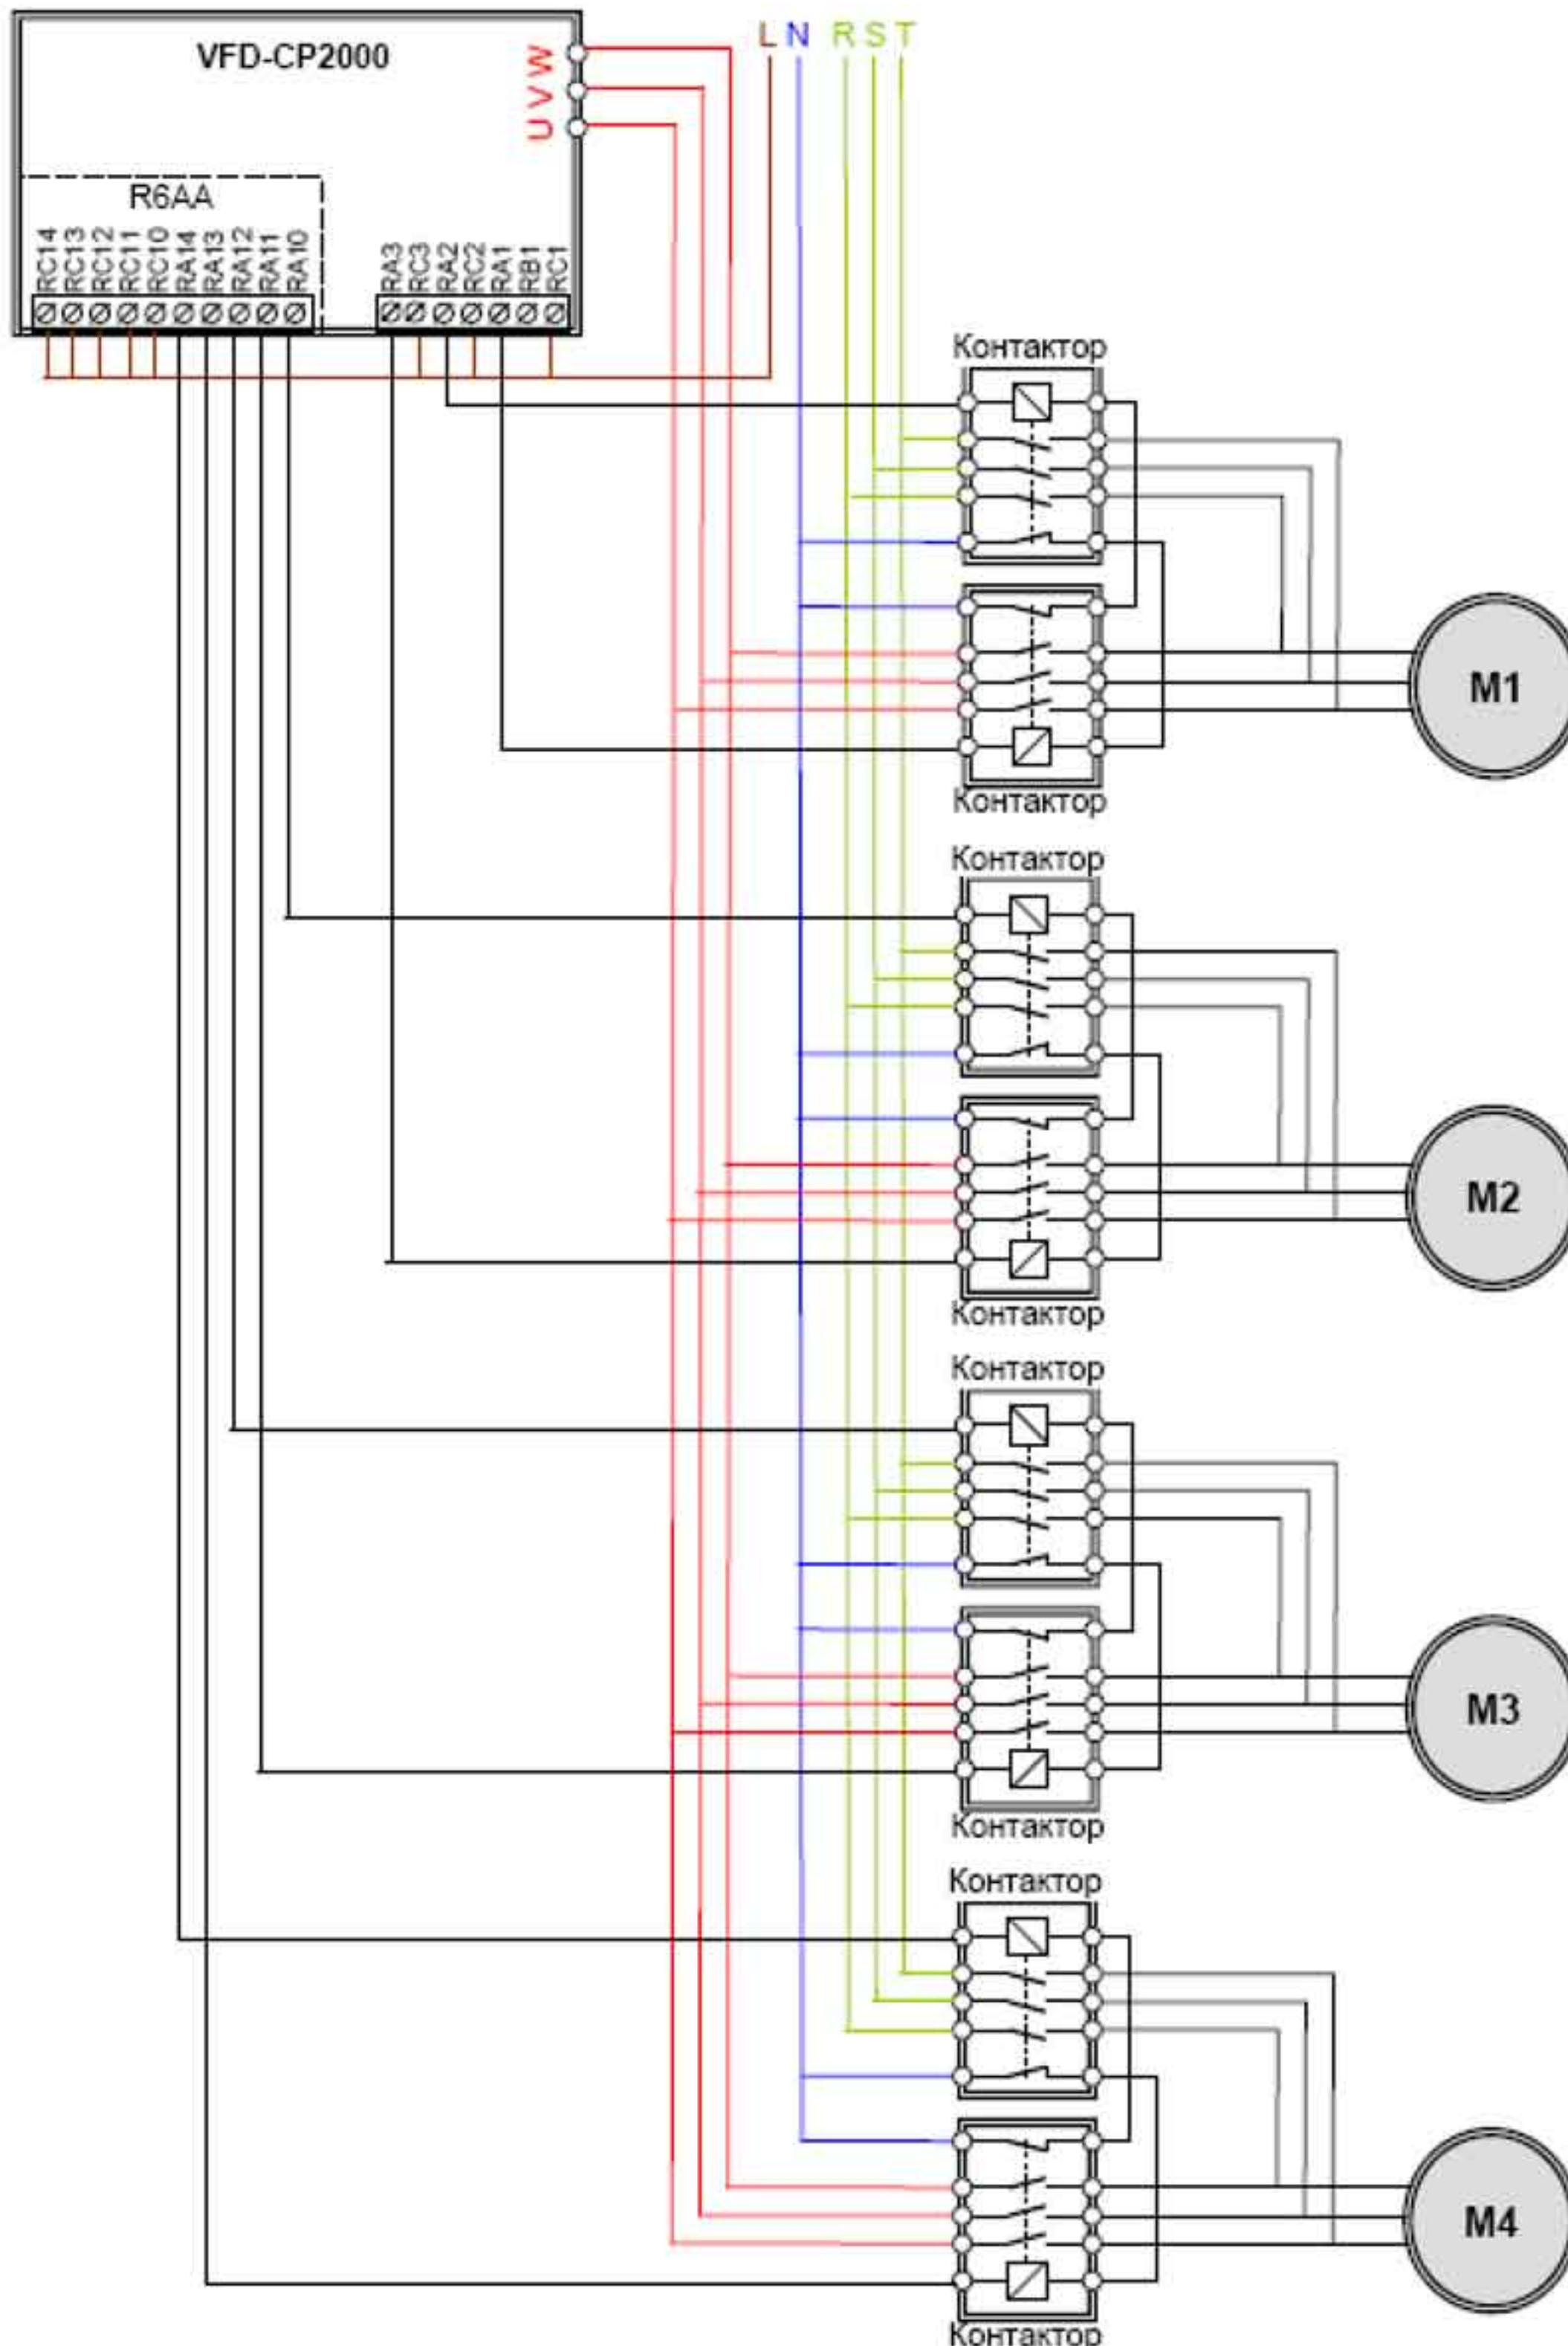 VFD-CP2000
W
V
U
L N R S T
R6AA
RC14
RC13
RC12
RC11
RC10
RA14
RA13
RA12
RA11
RA10
RA3
RC3
RA2
RC2
RA1
RB1
RC1
Контактор
M1
Контактор
Контактор
M2
Контактор
Контактор
M3
Контактор
Контактор
M4
Контактор